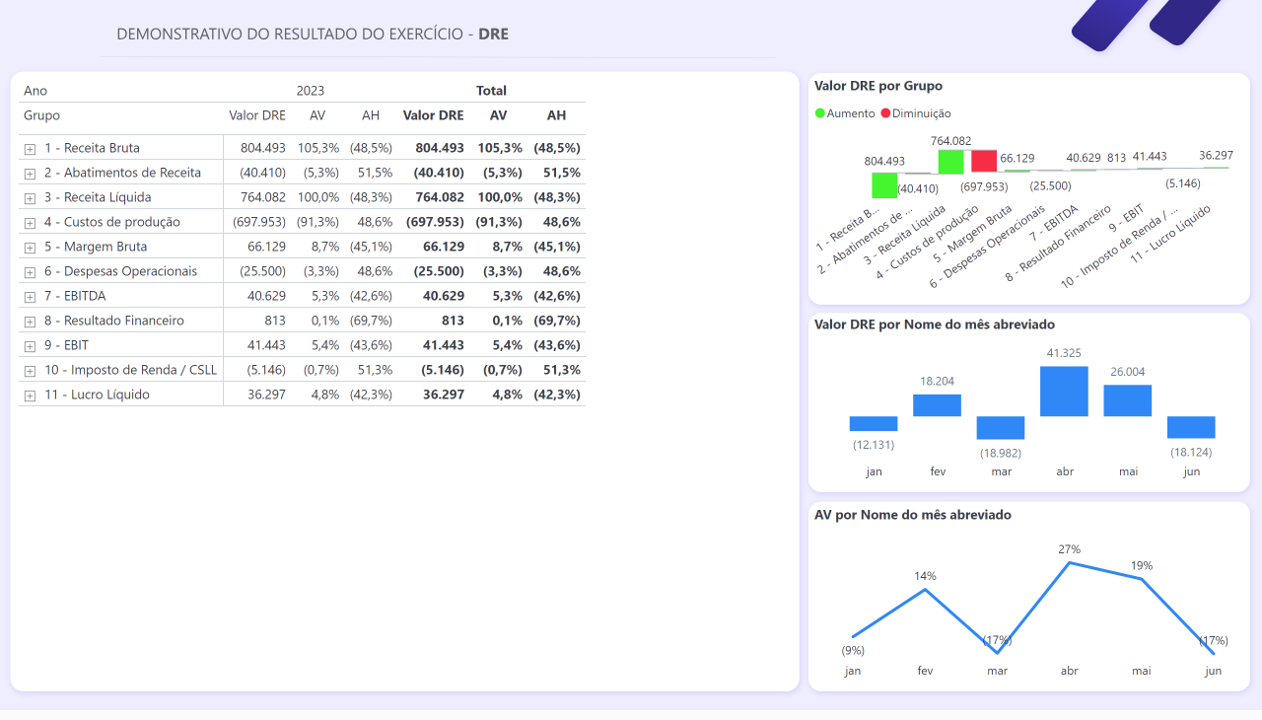 DEMONSTRATIVO DO RESULTADO DO EXERCÍCIO - DRE
Ano 2023 Total
Grupo Valor DRE AV AH Valor DRE AV AH
1 - Receita Bruta 804.493 105,3% (48,5%) 804.493 105,3% (48,5%)
2 - Abatimentos de Receita (40.410) (5,3%) 51,5% (40.410) (5,3%) 51,5%
3 - Receita Líquida 764.082 100,0% (48,3%) 764.082 100,0% (48,3%)
4 - Custos de produção (697.953) (91,3%) 48,6% (697.953) (91,3%) 48,6%
5 - Margem Bruta 66.129 8,7% (45,1%) 66.129 8,7% (45,1%)
6 - Despesas Operacionais (25.500) (3,3%) 48,6% (25.500) (3,3%) 48,6%
7 - EBITDA 40.629 5,3% (42,6%) 40.629 5,3% (42,6%)
8 - Resultado Financeiro 813 0,1% (69,7%) 813 0,1% (69,7%)
9 - EBIT 41.443 5,4% (43,6%) 41.443 5,4% (43,6%)
10 - Imposto de Renda / CSLL (5.146) (0,7%) 51,3% (5.146) (0,7%) 51,3%
11 - Lucro Líquido 36.297 4,8% (42,3%) 36.297 4,8% (42,3%)
Valor DRE por Grupo
Aumento Diminuição
764.082
804.493 66.129 40.629 813 41.443 36.297
(40.410) (697.953) (25.500) (5.146)
1 - Receita B...
2 - Abatimentos de ...
3 - Receita Líquida
4 - Custos de produção
5 - Margem Bruta
6 - Despesas Operacionais
7 - EBITDA
8 - Resultado Financeiro
9 - EBIT
10 - Imposto de Renda / ...
11 - Lucro Líquido
Valor DRE por Nome do mês abreviado
41.325
26.004
18.204
(12.131)
(18.982) (18.124)
jan fev mar abr mai jun
AV por Nome do mês abreviado
27%
19%
14%
(17%) (17%)
(9%)
jan fev mar abr mai jun